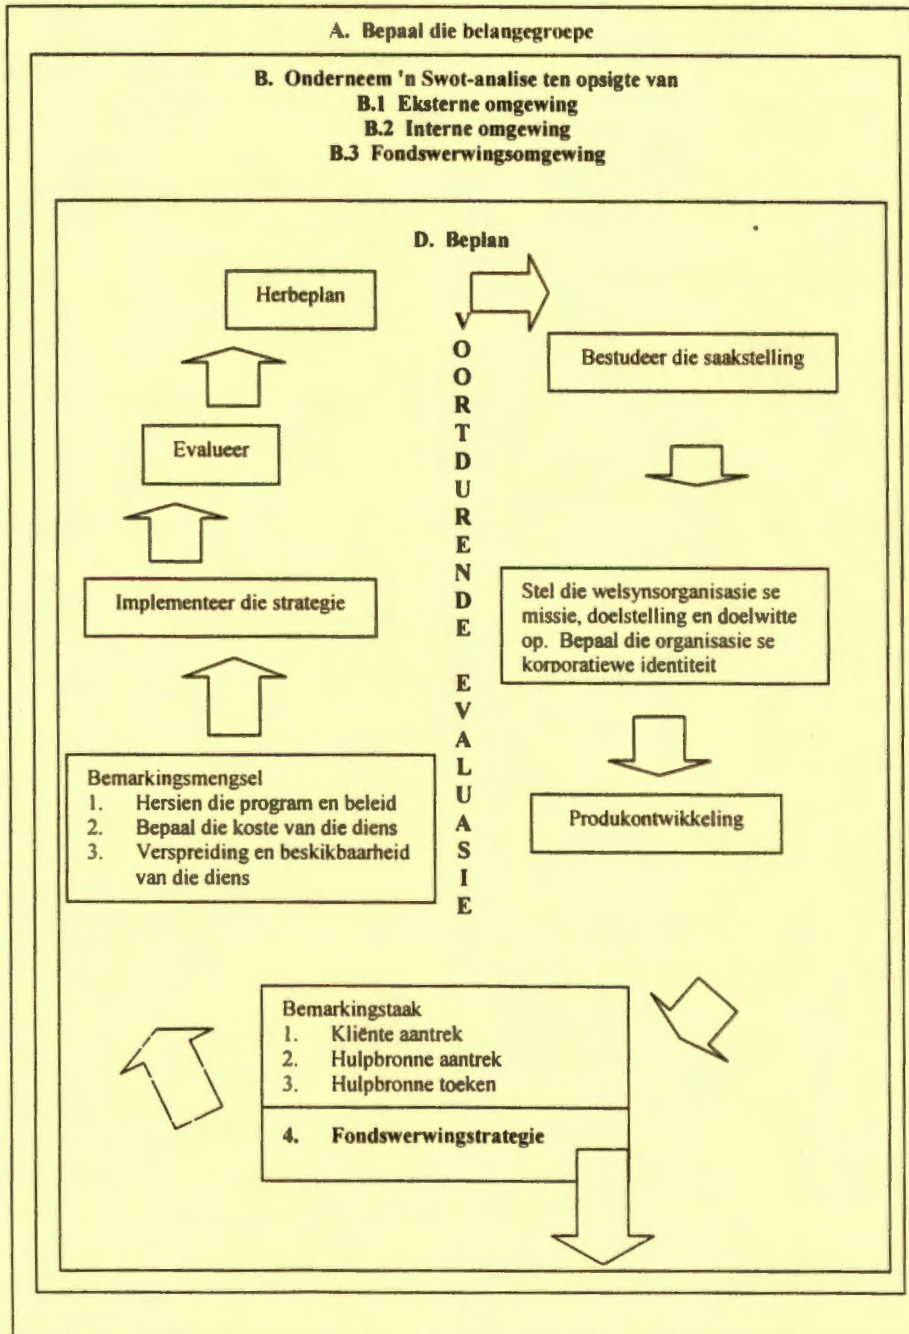 A. Bepaal die belangegroepe
B. Onderneem 'n Swot-analise ten opsigte van
B.1 Eksterne omgewing
B.2 Interne omgewing
B.3 Fondswerwingsomgewing
D. Beplan
Herbeplan
Bestudeer die saakstelling
Evalueer
Implementeer die strategie
Stel die welsynsorganisasie se
missie, doelstelling en doelwitte
op. Bepaal die organisasie se
korporatiewe identiteit
VOORTDURENDE EVALUASIE
Bemarkingsmengsel
1. Hersien die program en beleid
2. Bepaal die koste van die diens
3. Verspreiding en beskikbaarheid
van die diens
Produkontwikkeling
Bemarkingstaak
1. Kliënte aantrek
2. Hulpbronne aantrek
3. Hulpbronne toeken
4. Fondswerwingstrategie